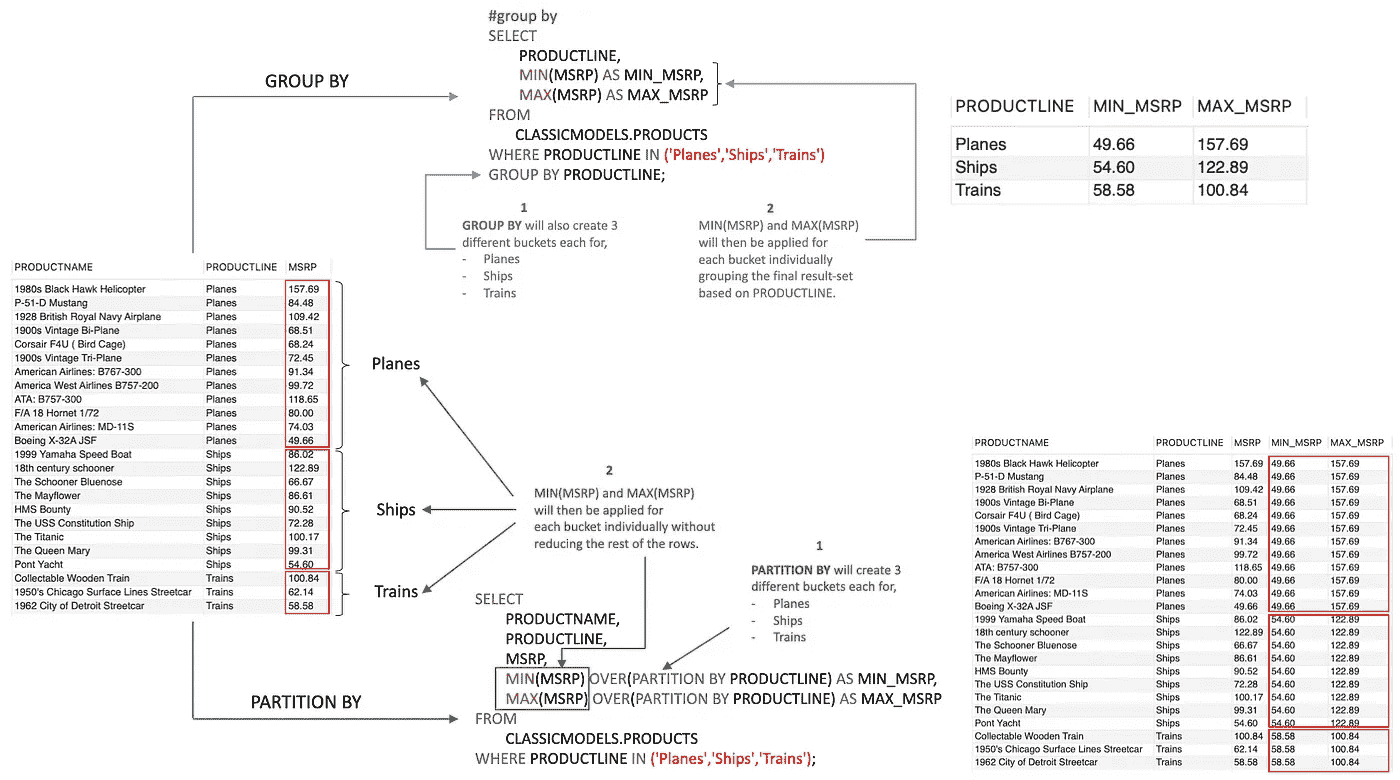 #group by
SELECT
PRODUCTLINE,
MIN(MSRP) AS MIN_MSRP,
MAX(MSRP) AS MAX_MSRP
FROM
CLASSICMODELS.PRODUCTS
WHERE PRODUCTLINE IN ('Planes','Ships','Trains')
GROUP BY PRODUCTLINE;
GROUP BY
1
GROUP BY will also create 3
different buckets each for,
- Planes
- Ships
- Trains
2
MIN(MSRP) and MAX(MSRP)
will then be applied for
each bucket individually
grouping the final result-set
based on PRODUCTLINE.
PRODUCTLINE MIN_MSRP MAX_MSRP
Planes 49.66 157.69
Ships 54.60 122.89
Trains 58.58 100.84
PRODUCTNAME PRODUCTLINE MSRP
1980s Black Hawk Helicopter Planes 157.69
P-51-D Mustang Planes 84.48
1928 British Royal Navy Airplane Planes 109.42
1900s Vintage Bi-Plane Planes 68.51
Corsair F4U ( Bird Cage) Planes 68.24
1900s Vintage Tri-Plane Planes 72.45
American Airlines: B767-300 Planes 91.34
America West Airlines B757-200 Planes 99.72
ATA: B757-300 Planes 118.65
F/A 18 Hornet 1/72 Planes 80.00
American Airlines: MD-11S Planes 74.03
Boeing X-32A JSF Planes 49.66
1999 Yamaha Speed Boat Ships 86.02
18th century schooner Ships 122.89
The Schooner Bluenose Ships 66.67
The Mayflower Ships 86.61
HMS Bounty Ships 90.52
The USS Constitution Ship Ships 72.28
The Titanic Ships 100.17
The Queen Mary Ships 99.31
Pont Yacht Ships 54.60
Collectable Wooden Train Trains 100.84
1950's Chicago Surface Lines Streetcar Trains 62.14
1962 City of Detroit Streetcar Trains 58.58
Planes
Ships
Trains
2
MIN(MSRP) and MAX(MSRP)
will then be applied for
each bucket individually without
reducing the rest of the rows.
1
PARTITION BY will create 3
different buckets each for,
- Planes
- Ships
- Trains
PARTITION BY
SELECT
PRODUCTNAME,
PRODUCTLINE,
MSRP,
MIN(MSRP) OVER(PARTITION BY PRODUCTLINE) AS MIN_MSRP,
MAX(MSRP) OVER(PARTITION BY PRODUCTLINE) AS MAX_MSRP
FROM
CLASSICMODELS.PRODUCTS
WHERE PRODUCTLINE IN ('Planes','Ships','Trains');
PRODUCTNAME PRODUCTLINE MSRP MIN_MSRP MAX_MSRP
1980s Black Hawk Helicopter Planes 157.69 49.66 157.69
P-51-D Mustang Planes 84.48 49.66 157.69
1928 British Royal Navy Airplane Planes 109.42 49.66 157.69
1900s Vintage Bi-Plane Planes 68.51 49.66 157.69
Corsair F4U ( Bird Cage) Planes 68.24 49.66 157.69
1900s Vintage Tri-Plane Planes 72.45 49.66 157.69
American Airlines: B767-300 Planes 91.34 49.66 157.69
America West Airlines B757-200 Planes 99.72 49.66 157.69
ATA: B757-300 Planes 118.65 49.66 157.69
F/A 18 Hornet 1/72 Planes 80.00 49.66 157.69
American Airlines: MD-11S Planes 74.03 49.66 157.69
Boeing X-32A JSF Planes 49.66 49.66 157.69
1999 Yamaha Speed Boat Ships 86.02 54.60 122.89
18th century schooner Ships 122.89 54.60 122.89
The Schooner Bluenose Ships 66.67 54.60 122.89
The Mayflower Ships 86.61 54.60 122.89
HMS Bounty Ships 90.52 54.60 122.89
The USS Constitution Ship Ships 72.28 54.60 122.89
The Titanic Ships 100.17 54.60 122.89
The Queen Mary Ships 99.31 54.60 122.89
Pont Yacht Ships 54.60 54.60 122.89
Collectable Wooden Train Trains 100.84 58.58 100.84
1950's Chicago Surface Lines Streetcar Trains 62.14 58.58 100.84
1962 City of Detroit Streetcar Trains 58.58 58.58 100.84